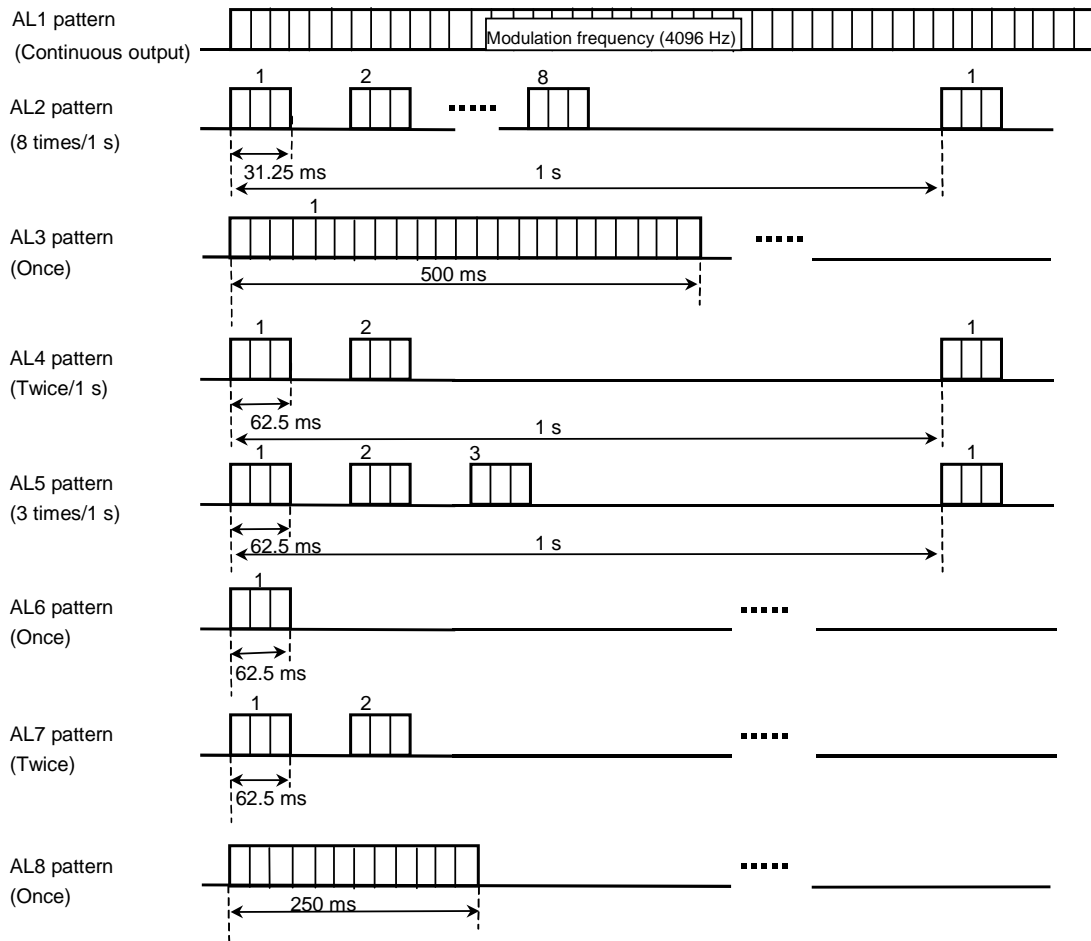 AL1 pattern
(Continuous output)
Modulation frequency (4096 Hz)
1 2 8 1
AL2 pattern
(8 times/1 s)
31.25 ms
1 s
1
AL3 pattern
(Once)
500 ms
1 2 1
AL4 pattern
(Twice/1 s)
62.5 ms
1 s
1 2 3 1
AL5 pattern
(3 times/1 s)
62.5 ms
1 s
1
AL6 pattern
(Once)
62.5 ms
1 2
AL7 pattern
(Twice)
62.5 ms
AL8 pattern
(Once)
250 ms